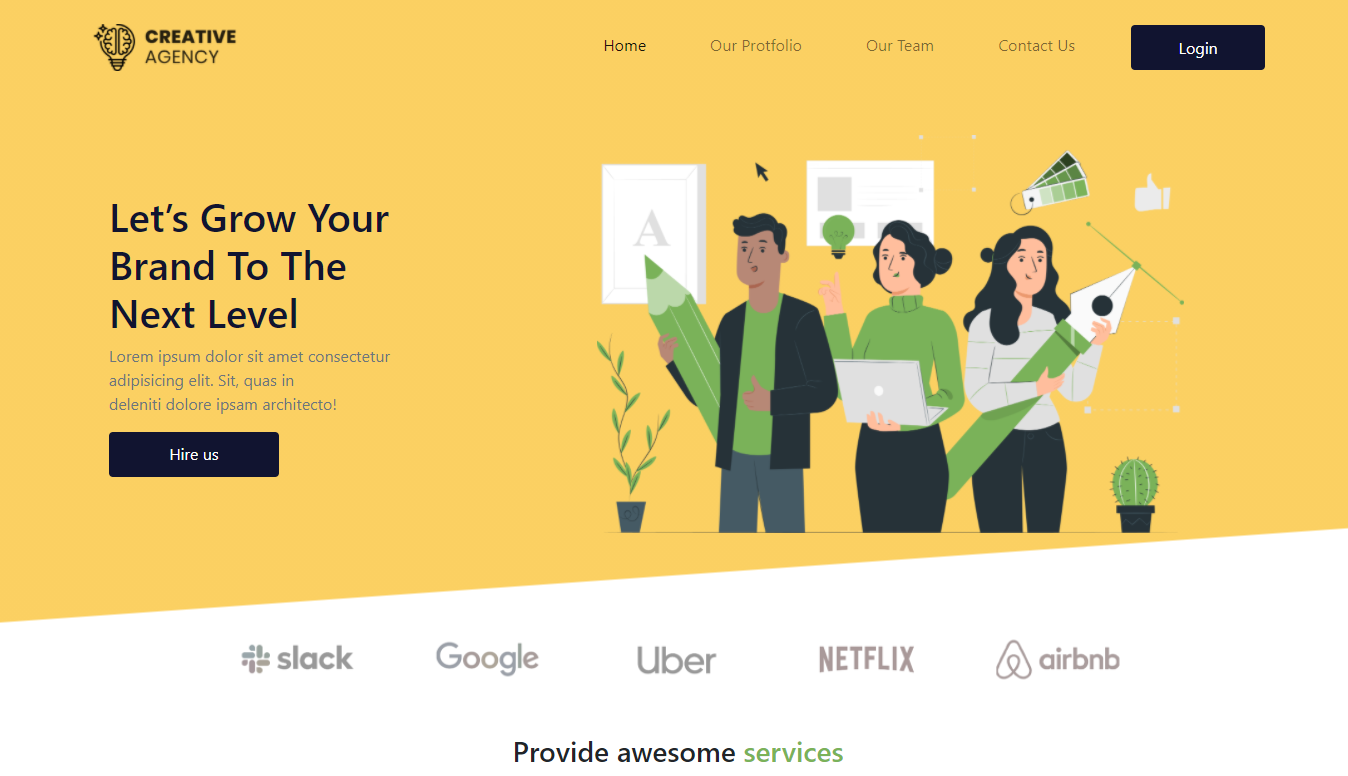 CREATIVE
AGENCY
Home
Our Protfolio
Our Team
Contact Us
Login
A
Let’s Grow Your
Brand To The
Next Level
Lorem ipsum dolor sit amet consectetur
adipisicing elit. Sit, quas in
deleniti dolore ipsam architecto!
Hire us
slack
Google
Uber
NETFLIX
airbnb
Provide awesome services